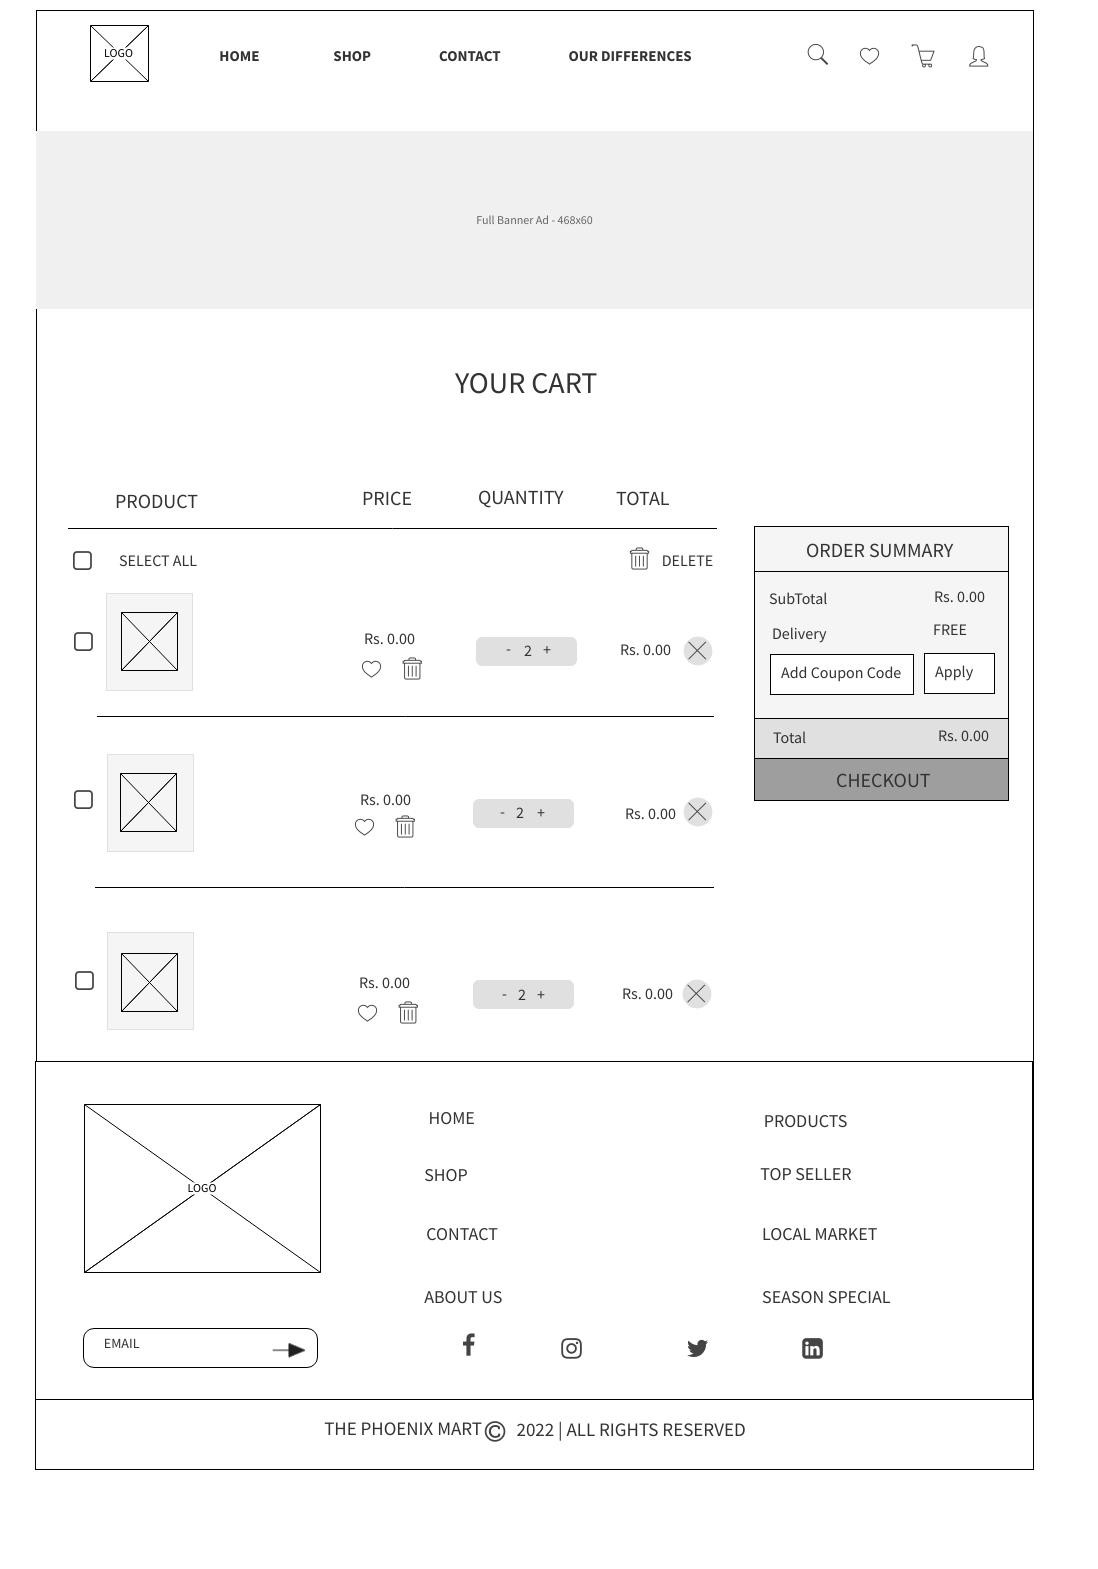 LOGO
HOME
SHOP
CONTACT
OUR DIFFERENCES
Full Banner Ad - 468x60
YOUR CART
PRODUCT
PRICE
QUANTITY
TOTAL
SELECT ALL
DELETE
Rs. 0.00
- 2 +
Rs. 0.00
Rs. 0.00
- 2 +
Rs. 0.00
Rs. 0.00
- 2 +
Rs. 0.00
ORDER SUMMARY
SubTotal
Rs. 0.00
Delivery
FREE
Add Coupon Code
Apply
Total
Rs. 0.00
CHECKOUT
LOGO
EMAIL
HOME
SHOP
CONTACT
ABOUT US
PRODUCTS
TOP SELLER
LOCAL MARKET
SEASON SPECIAL
THE PHOENIX MART © 2022 | ALL RIGHTS RESERVED